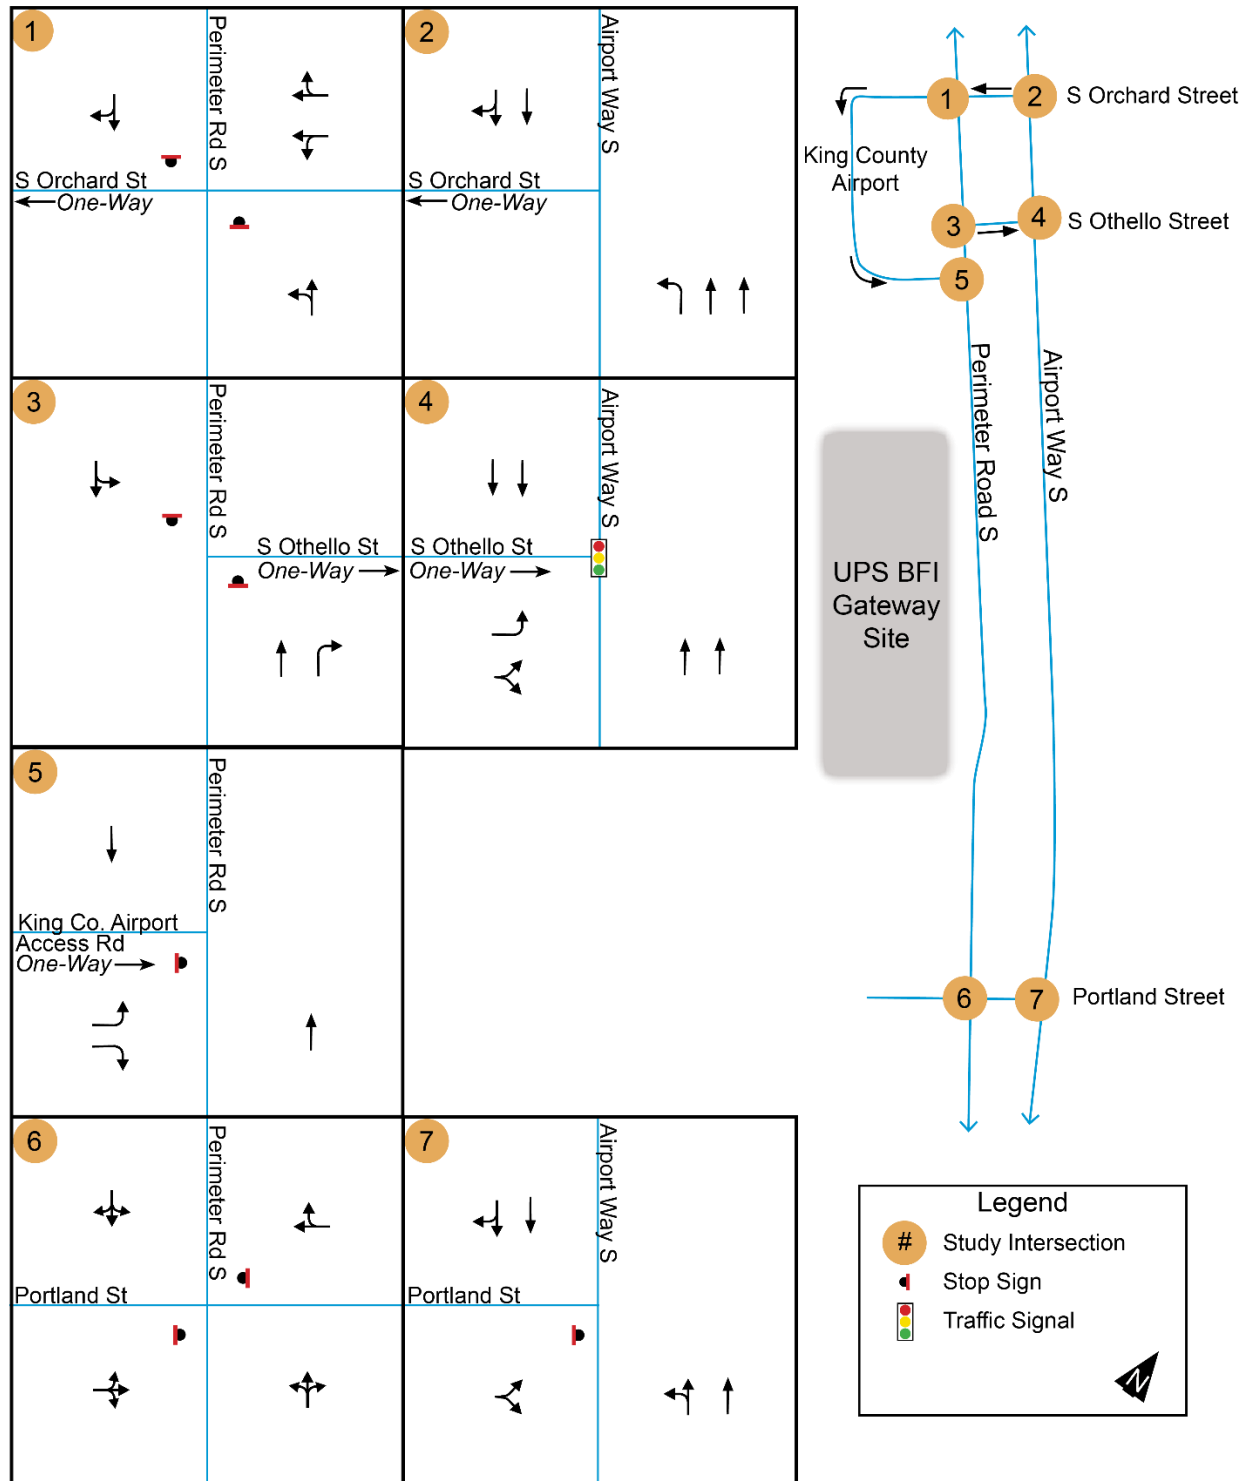 1
Perimeter Rd S
S Orchard St
One-Way
2
Airport Way S
S Orchard St
One-Way
3
Perimeter Rd S
S Othello St
One-Way
4
Airport Way S
S Othello St
One-Way
5
Perimeter Rd S
King Co. Airport
Access Rd
One-Way
6
Perimeter Rd S
Portland St
7
Airport Way S
Portland St
1
2
S Orchard Street
King County
Airport
3
4
S Othello Street
5
Perimeter Road S
Airport Way S
UPS BFI
Gateway
Site
6
7
Portland Street
Legend
# Study Intersection
Stop Sign
Traffic Signal
N